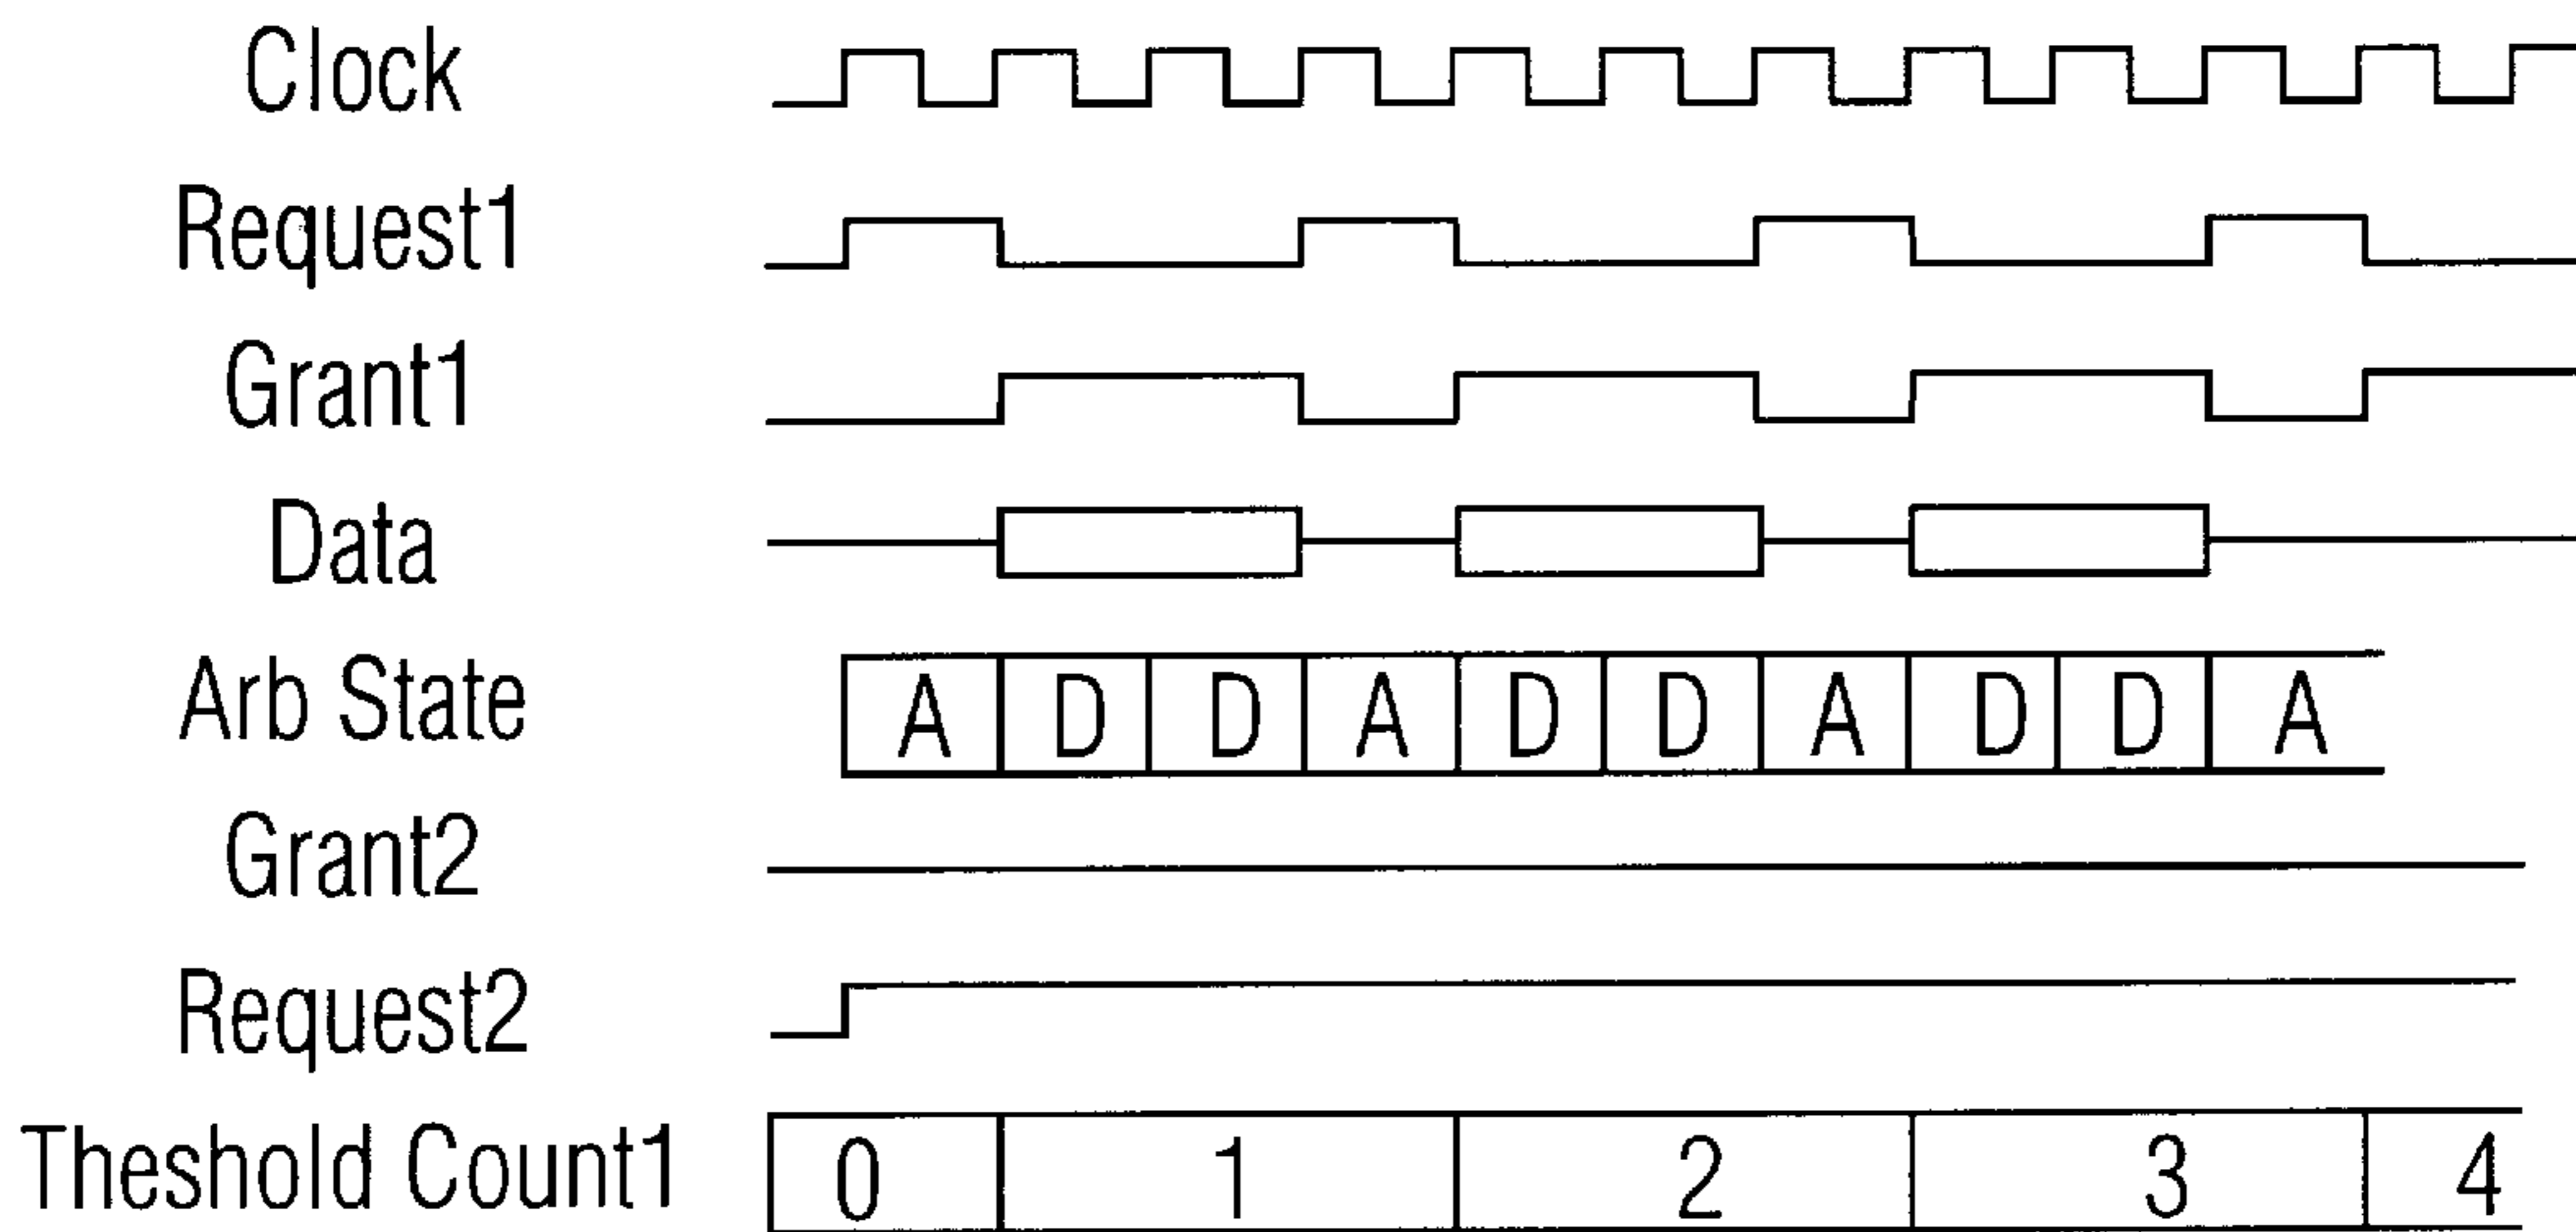 Clock
Request1
Grant1
Data
Arb State A D D A D D A D D A
Grant2
Request2
Theshold Count1 0 1 2 3 4